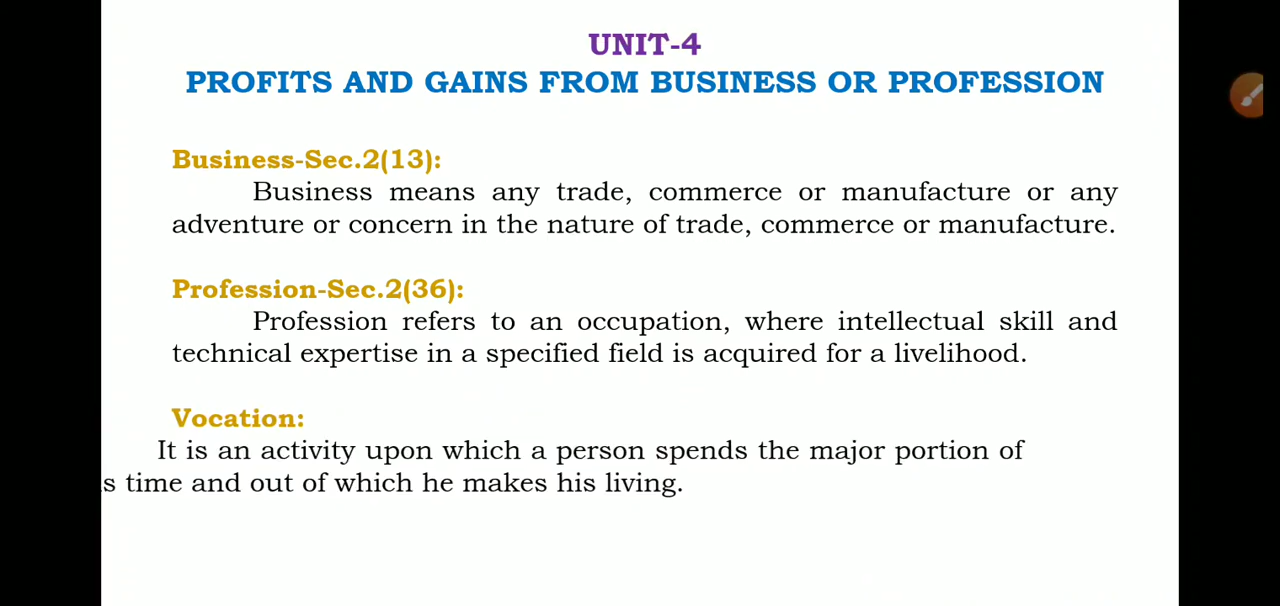 UNIT-4
PROFITS AND GAINS FROM BUSINESS OR PROFESSION
Business-Sec.2(13):
Business means any trade, commerce or manufacture or any
adventure or concern in the nature of trade, commerce or manufacture.
Profession-Sec.2(36):
Profession refers to an occupation, where intellectual skill and
technical expertise in a specified field is acquired for a livelihood.
Vocation:
It is an activity upon which a person spends the major portion of
time and out of which he makes his living.